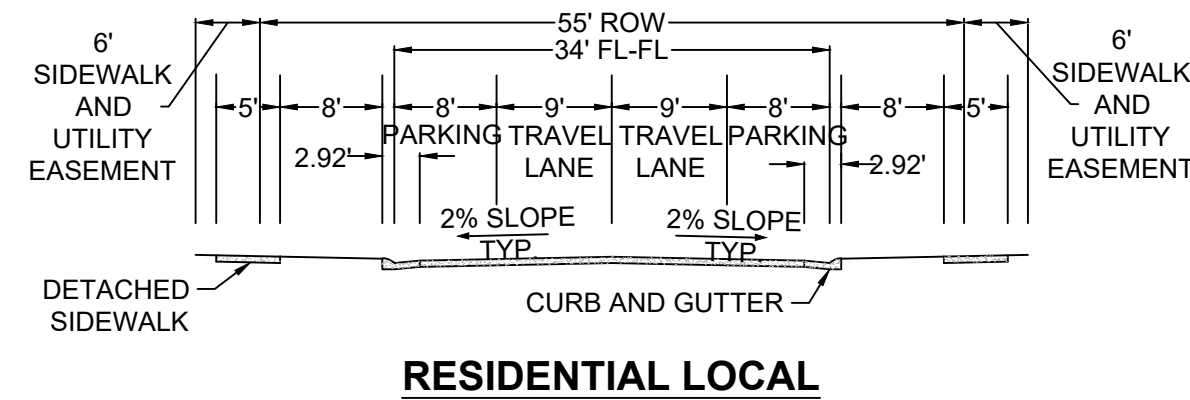 55' ROW
34' FL-FL
6'
SIDEWALK
AND
UTILITY
EASEMENT
6'
SIDEWALK
AND
UTILITY
EASEMENT
5' 8' 8' 9' 9' 8' 8' 5'
PARKING TRAVEL LANE TRAVEL LANE PARKING
2.92' 2.92'
2% SLOPE
TYP.
2% SLOPE
TYP.
DETACHED
SIDEWALK
CURB AND GUTTER
RESIDENTIAL LOCAL